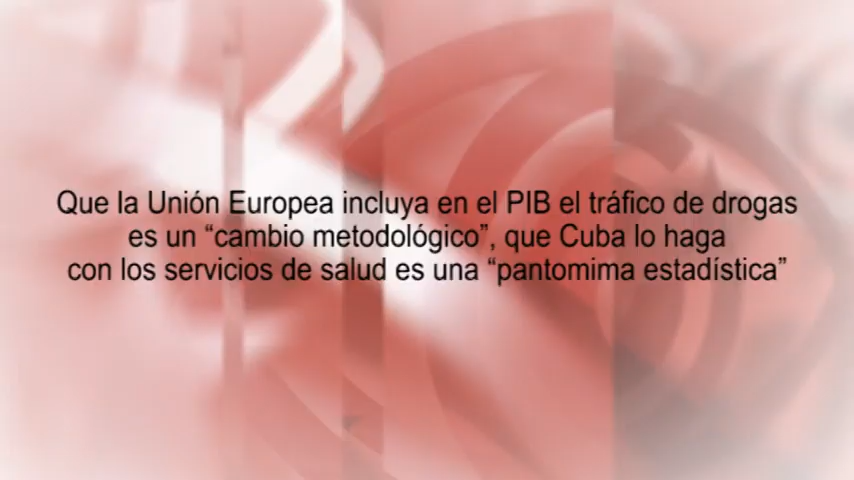 Que la Unión Europea incluya en el PIB el tráfico de drogas
es un “cambio metodológico”, que Cuba lo haga
con los servicios de salud es una “pantomima estadística”